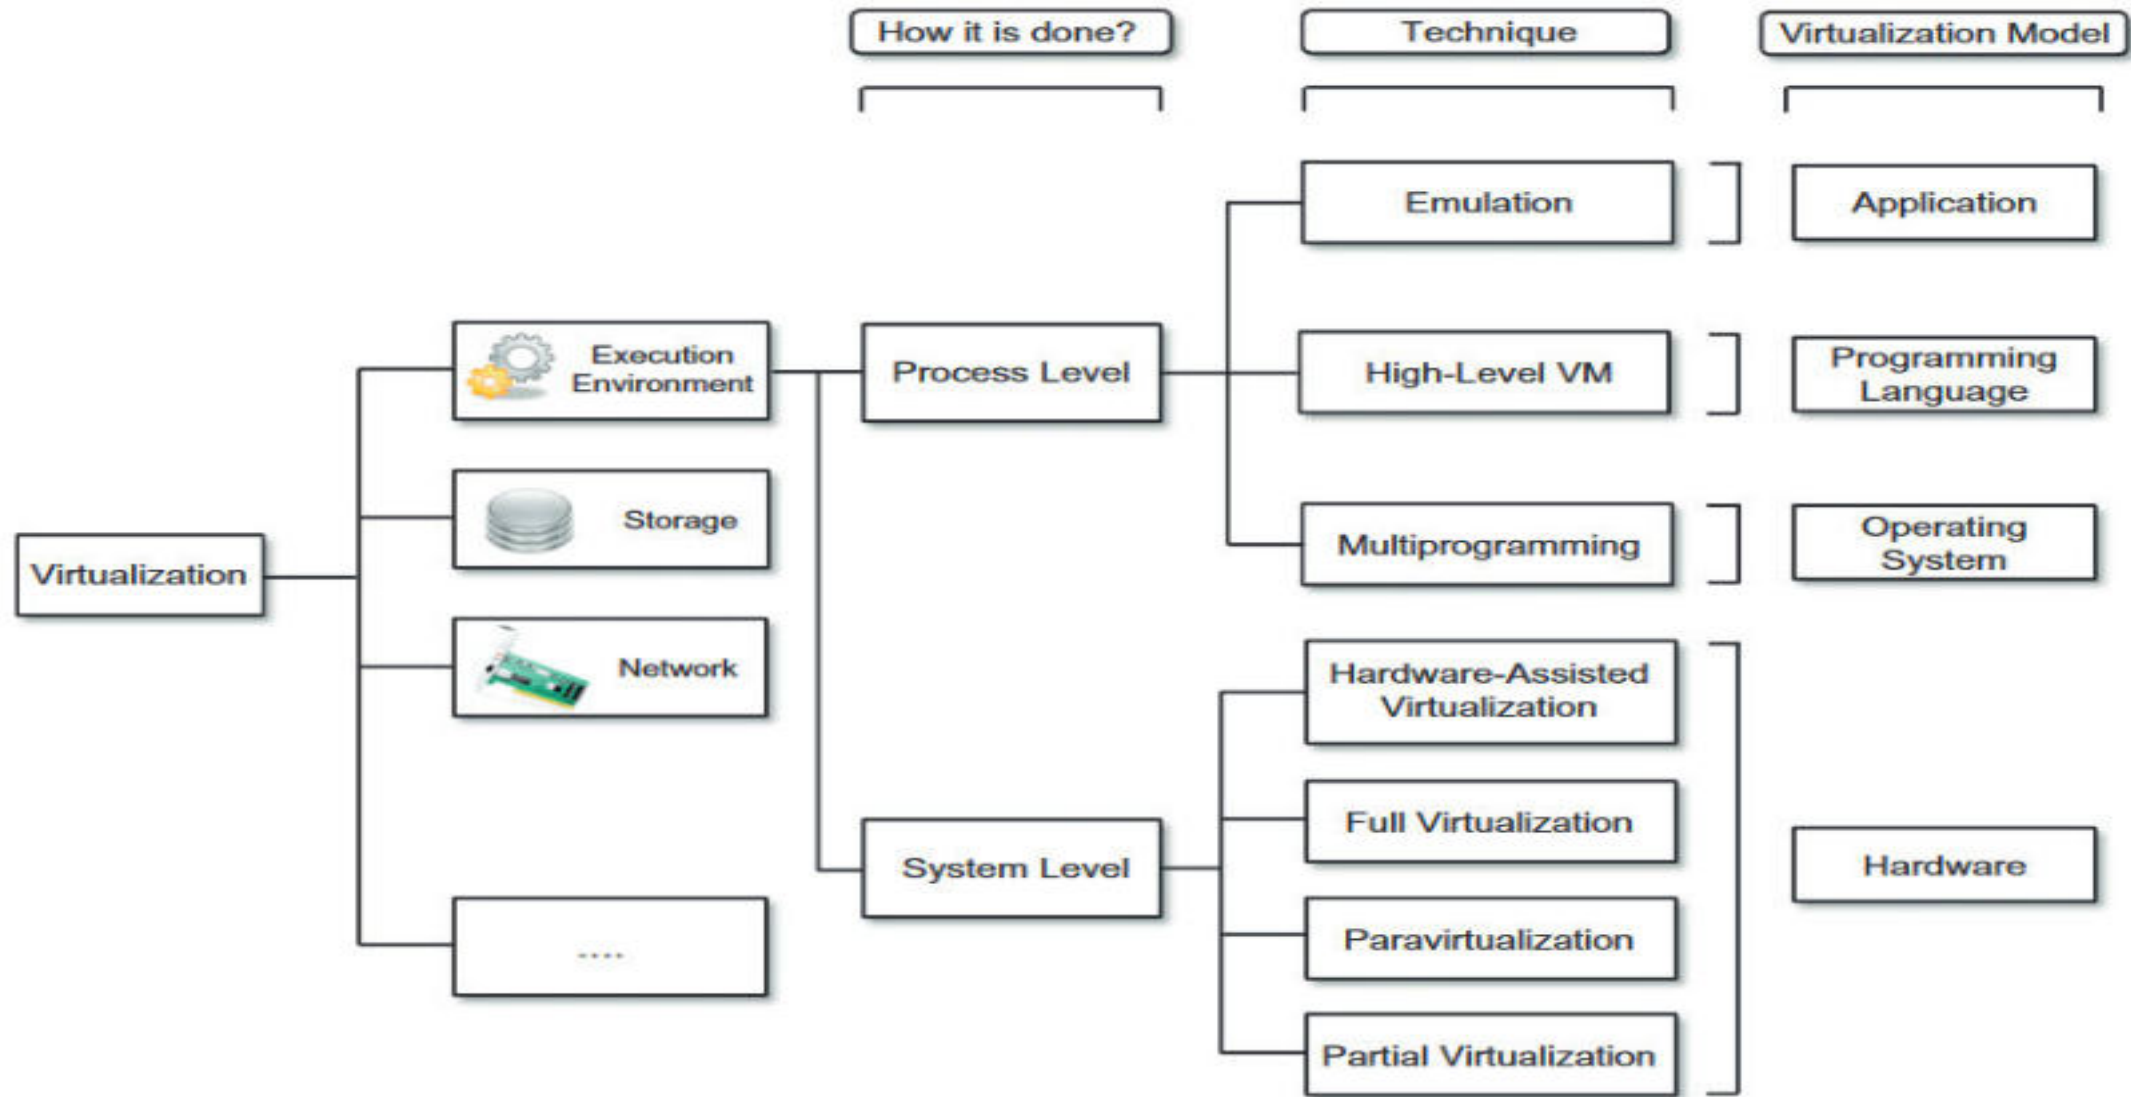 How it is done?
Technique
Virtualization Model
Emulation
Application
Execution
Environment
Process Level
High-Level VM
Programming
Language
Storage
Multiprogramming
Operating
System
Virtualization
Network
Hardware-Assisted
Virtualization
Full Virtualization
System Level
Hardware
Paravirtualization
....
Partial Virtualization